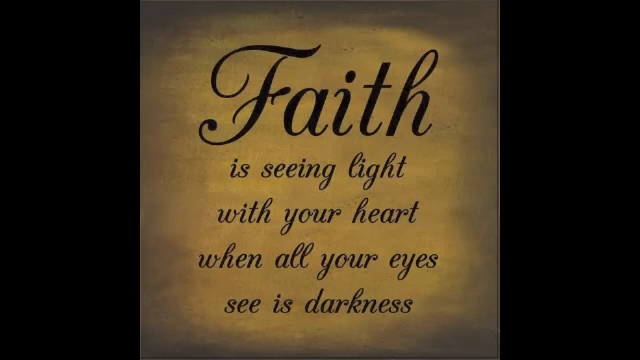 Faith
is seeing light
with your heart
when all your eyes
see is darkness